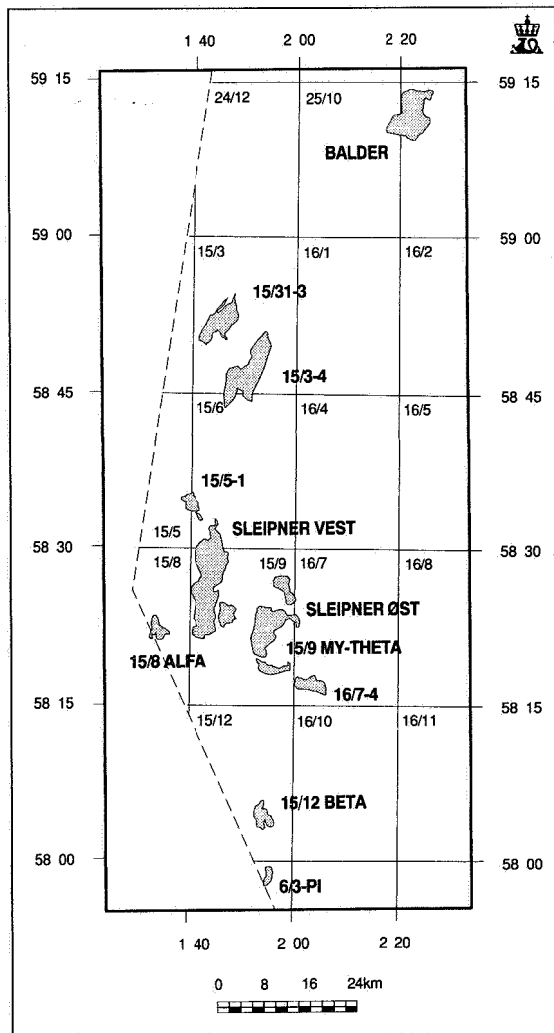 1 40 2 00 2 20
59 15 59 15
24/12 25/10
BALDER
59 00 59 00
15/3 16/1 16/2
15/31-3
15/3-4
58 45 58 45
15/6 16/4 16/5
15/5-1
SLEIPNER VEST
15/5
58 30 58 30
15/8 15/9 16/7 16/8
SLEIPNER ØST
15/9 MY-THETA
15/8 ALFA
16/7-4
58 15 58 15
15/12 16/10 16/11
15/12 BETA
58 00 58 00
6/3-PI
1 40 2 00 2 20
0 8 16 24km